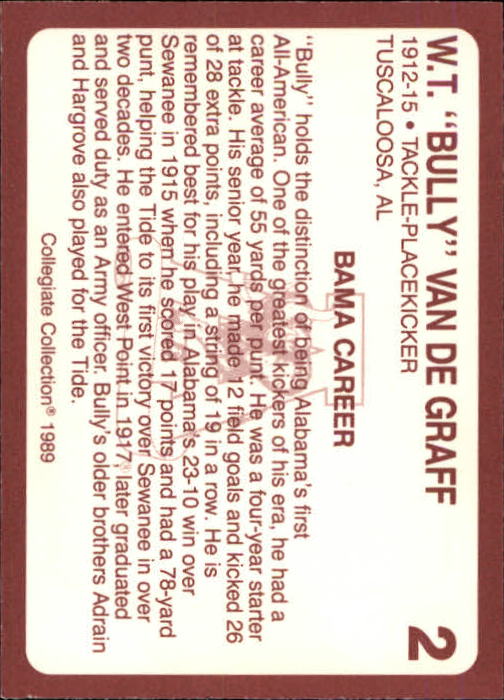 W.T. "BULLY" VAN DE GRAFF
2
1912-15 • TACKLE-PLACEKICKER
TUSCALOOSA, AL
BAMA CAREER
"Bully" holds the distinction of being Alabama's first
All-American. One of the greatest kickers of his era, he had a
career average of 55 yards per punt. He was a four-year starter
at tackle. His senior year, he made 12 field goals and kicked 26
of 28 extra points, including a string of 19 in a row. He is
remembered best for his play in Alabama's 23-10 win over
Sewanee in 1915 when he scored 17 points and had a 78-yard
punt, helping the Tide to its first victory over Sewanee in over
two decades. He entered West Point in 1917, later graduated
and served duty as an Army officer. Bully's older brothers Adrain
and Hargrove also played for the Tide.
Collegiate Collection® 1989